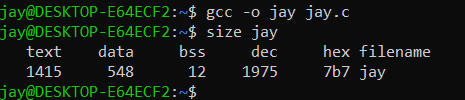 jay@DESKTOP-E64ECF2:~$ gcc -o jay jay.c
jay@DESKTOP-E64ECF2:~$ size jay
   text    data     bss     dec     hex filename
   1415     548      12    1975     7b7 jay
jay@DESKTOP-E64ECF2:~$